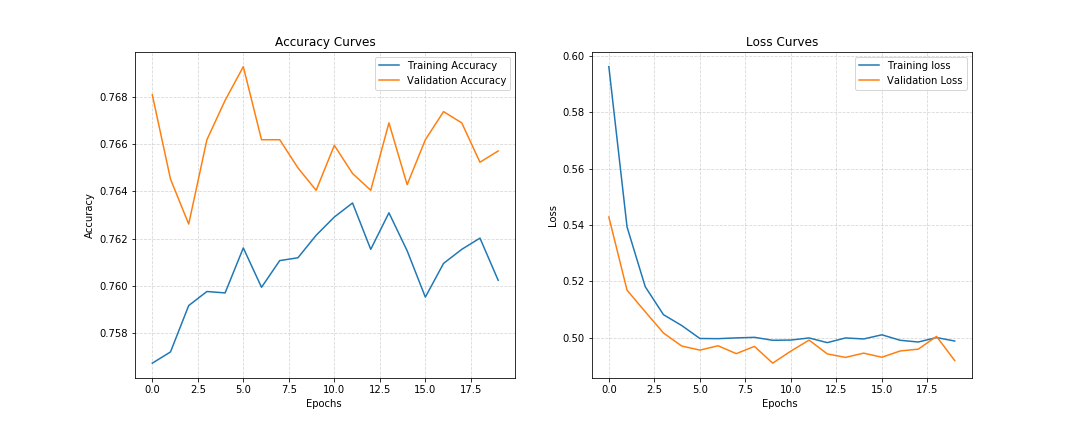 Accuracy Curves
Training Accuracy
Validation Accuracy
0.768
0.766
0.764
0.762
0.760
0.758
Accuracy
0.0 2.5 5.0 7.5 10.0 12.5 15.0 17.5
Epochs
Loss Curves
Training loss
Validation Loss
0.60
0.58
0.56
0.54
0.52
0.50
Loss
0.0 2.5 5.0 7.5 10.0 12.5 15.0 17.5
Epochs